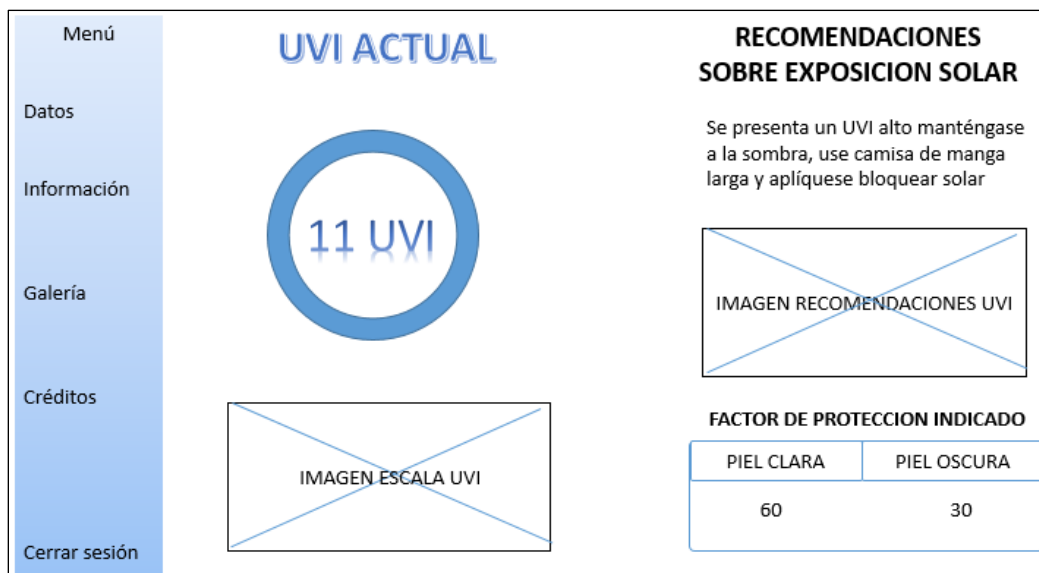 Menú
Datos
Información
Galería
Créditos
Cerrar sesión
UVI ACTUAL
11 UVI
IMAGEN ESCALA UVI
RECOMENDACIONES
SOBRE EXPOSICION SOLAR
Se presenta un UVI alto manténgase
a la sombra, use camisa de manga
larga y aplíquese bloquear solar
IMAGEN RECOMENDACIONES UVI
FACTOR DE PROTECCION INDICADO
PIEL CLARA PIEL OSCURA
60 30